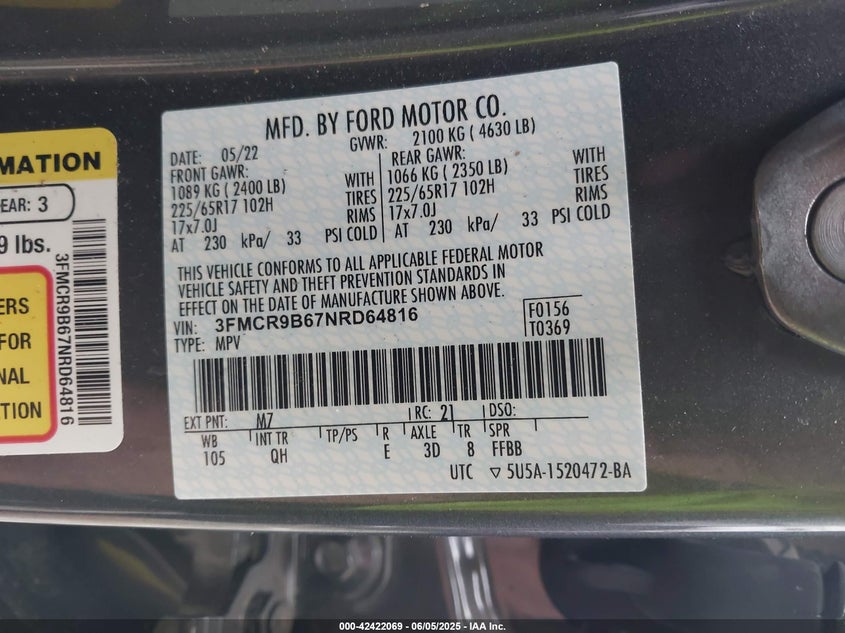 MFD. BY FORD MOTOR CO.
DATE: 05/22 GVWR: 2100 KG ( 4630 LB)
FRONT GAWR: REAR GAWR:
1089 KG ( 2400 LB) WITH 1066 KG ( 2350 LB) WITH
225/65R17 102H TIRES 225/65R17 102H TIRES
17x7.0J RIMS 17x7.0J RIMS
AT 230 kPa/ 33 PSI COLD AT 230 kPa/ 33 PSI COLD
THIS VEHICLE CONFORMS TO ALL APPLICABLE FEDERAL MOTOR
VEHICLE SAFETY AND THEFT PREVENTION STANDARDS IN
EFFECT ON THE DATE OF MANUFACTURE SHOWN ABOVE.
VIN: 3FMCR9B67NRD64816 F0156
TYPE: MPV T0369
EXT PNT: M7 RC: 21 DSO:
WB INT TR TP/PS R AXLE TR SPR
105 QH E 3D 8 FFBB
UTC ▽ 5U5A-1520472-BA
RMATION
EAR: 3
9 lbs.
ERS
FOR
NAL
TION
3FMCR9B67NRD64816
000-42422069 - 06/05/2025 - IAA Inc.